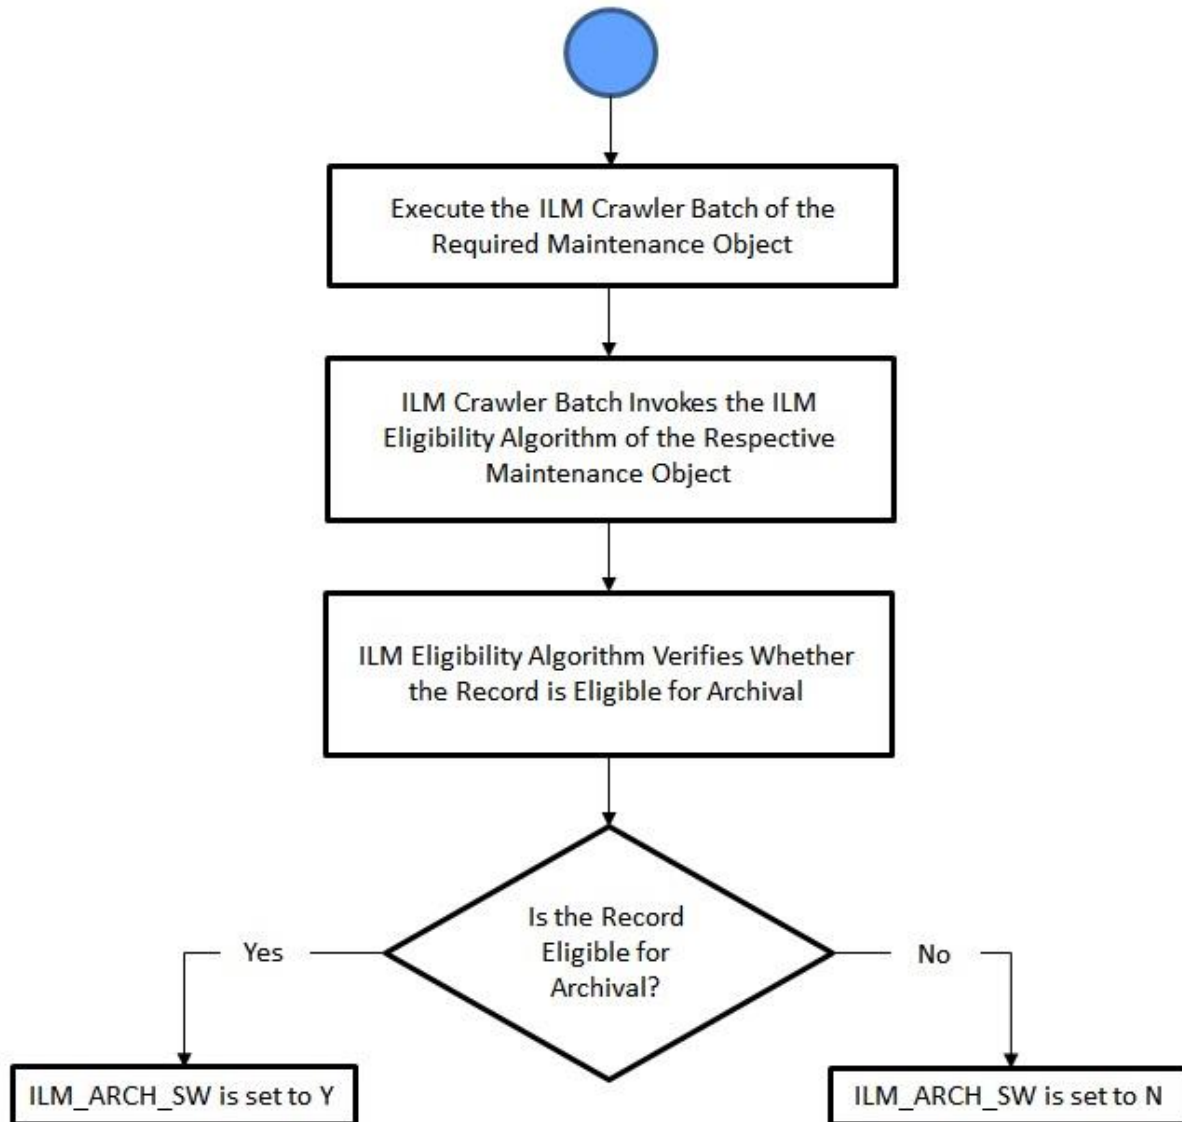 Execute the ILM Crawler Batch of the
Required Maintenance Object
ILM Crawler Batch Invokes the ILM
Eligibility Algorithm of the Respective
Maintenance Object
ILM Eligibility Algorithm Verifies Whether
the Record is Eligible for Archival
Is the Record
Eligible for
Archival?
Yes
No
ILM_ARCH_SW is set to Y
ILM_ARCH_SW is set to N